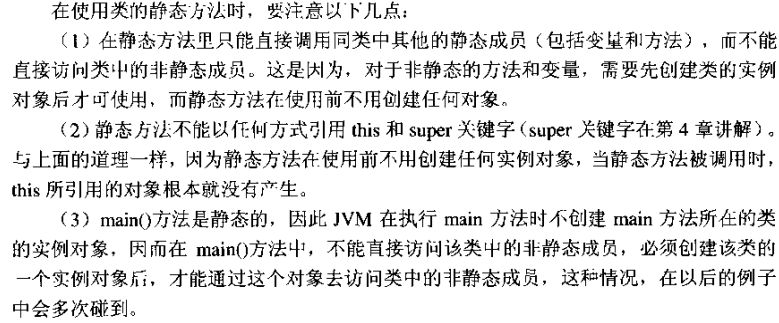 在使用类的静态方法时，要注意以下几点：
（1）在静态方法里只能直接调用同类中其他的静态成员（包括变量和方法），而不能
直接访问类中的非静态成员。这是因为，对于非静态的方法和变量，需要先创建类的实例
对象后才可使用，而静态方法在使用前不用创建任何对象。
（2）静态方法不能以任何方式引用 this 和 super 关键字（super 关键字在第 4 章讲解）。
与上面的道理一样，因为静态方法在使用前不用创建任何实例对象，当静态方法被调用时，
this 所引用的对象根本就没有产生。
（3）main()方法是静态的，因此 JVM 在执行 main 方法时不创建 main 方法所在的类
的实例对象，因而在 main()方法中，不能直接访问该类中的非静态成员，必须创建该类的
一个实例对象后，才能通过这个对象去访问类中的非静态成员，这种情况，在以后的例子
中会多次碰到。